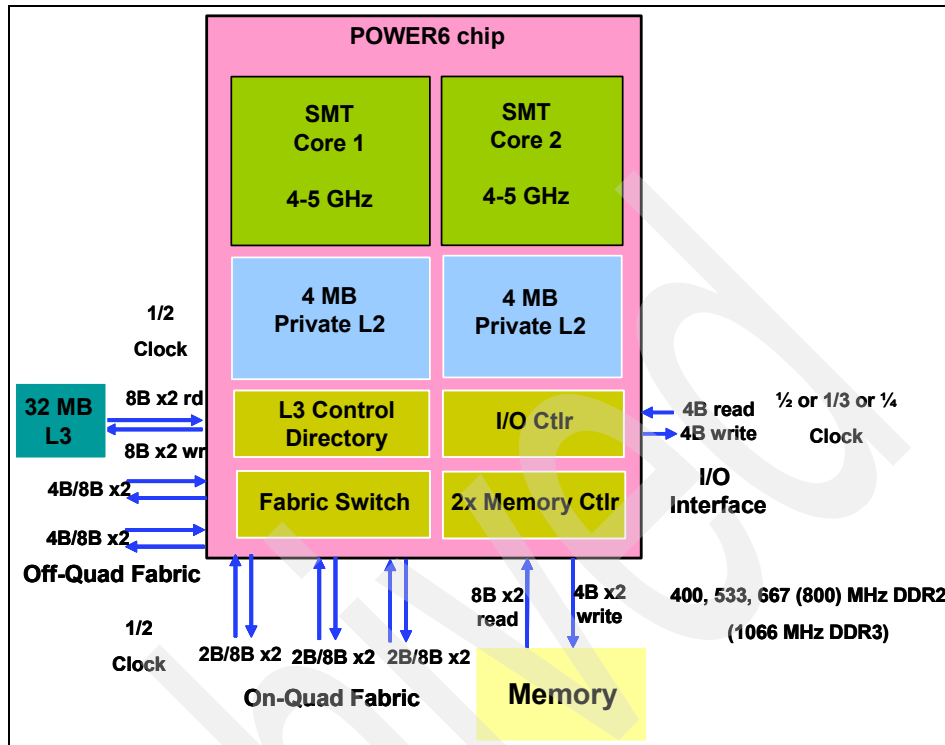 POWER6 chip
SMT
Core 1
4-5 GHz
SMT
Core 2
4-5 GHz
4 MB
Private L2
4 MB
Private L2
1/2
Clock
32 MB
L3
8B x2 rd
8B x2 wr
L3 Control
Directory
I/O Ctlr
4B read
4B write
½ or 1/3 or ¼
Clock
I/O
Interface
4B/8B x2
4B/8B x2
Off-Quad Fabric
Fabric Switch
2x Memory Ctlr
1/2
Clock
2B/8B x2
2B/8B x2
2B/8B x2
On-Quad Fabric
8B x2
read
4B x2
write
Memory
400, 533, 667 (800) MHz DDR2
(1066 MHz DDR3)